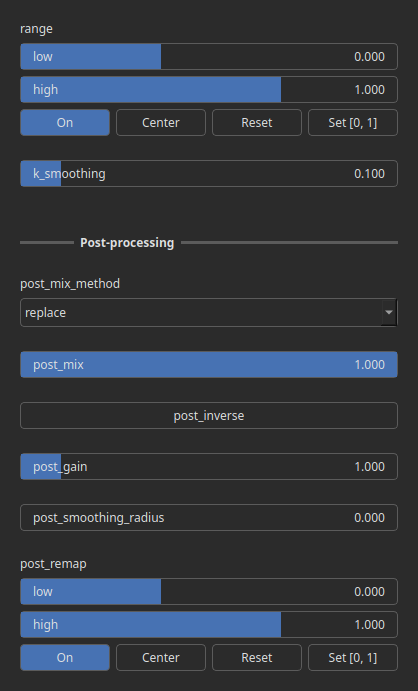 range
low 0.000
high 1.000
On Center Reset Set [0, 1]
k_smoothing 0.100
Post-processing
post_mix_method
replace
post_mix 1.000
post_inverse
post_gain 1.000
post_smoothing_radius 0.000
post_remap
low 0.000
high 1.000
On Center Reset Set [0, 1]